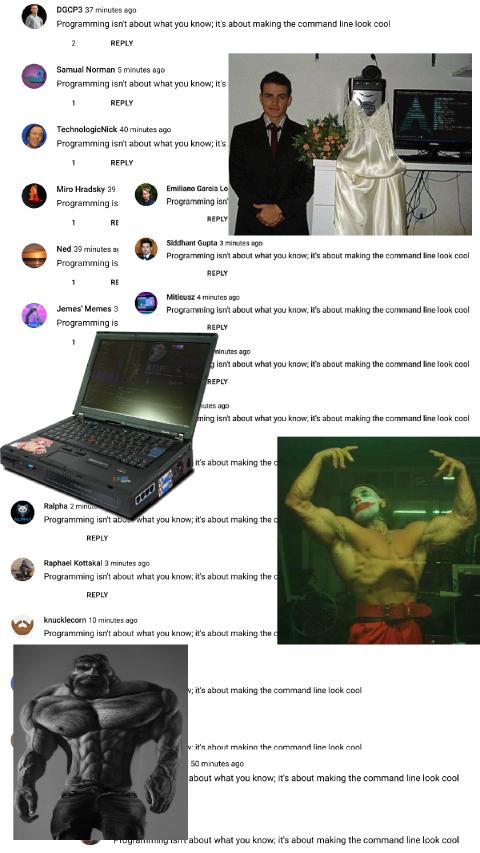 DGCP3 37 minutes ago
Programming isn't about what you know; it's about making the command line look cool
2 REPLY
Samual Norman 5 minutes ago
Programming isn't about what you know; it's
1 REPLY
TechnologicNick 40 minutes ago
Programming isn't about what you know; it's
1 REPLY
Miro Hradsky 39
Programming is
1 RE
Emiliano Garcia Lo
Programming isn'
REPLY
Ned 39 minutes ag
Programming is
1 RE
Siddhant Gupta 3 minutes ago
Programming isn't about what you know; it's about making the command line look cool
REPLY
Jemes' Memes 3
Programming is
1
Mitieusz 4 minutes ago
Programming isn't about what you know; it's about making the command line look cool
REPLY
minutes ago
ing isn't about what you know; it's about making the command line look cool
REPLY
nutes ago
ming isn't about what you know; it's about making the command line look cool
it's about making the c
Ralpha 2 minut
Programming isn't about what you know; it's about making the c
REPLY
Raphael Kottakal 3 minutes ago
Programming isn't about what you know; it's about making the c
REPLY
knucklecorn 10 minutes ago
Programming isn't about what you know; it's about making the c
w; it's about making the command line look cool
w; it's about making the command line look cool
50 minutes ago
about what you know; it's about making the command line look cool
Programming isn't about what you know; it's about making the command line look cool